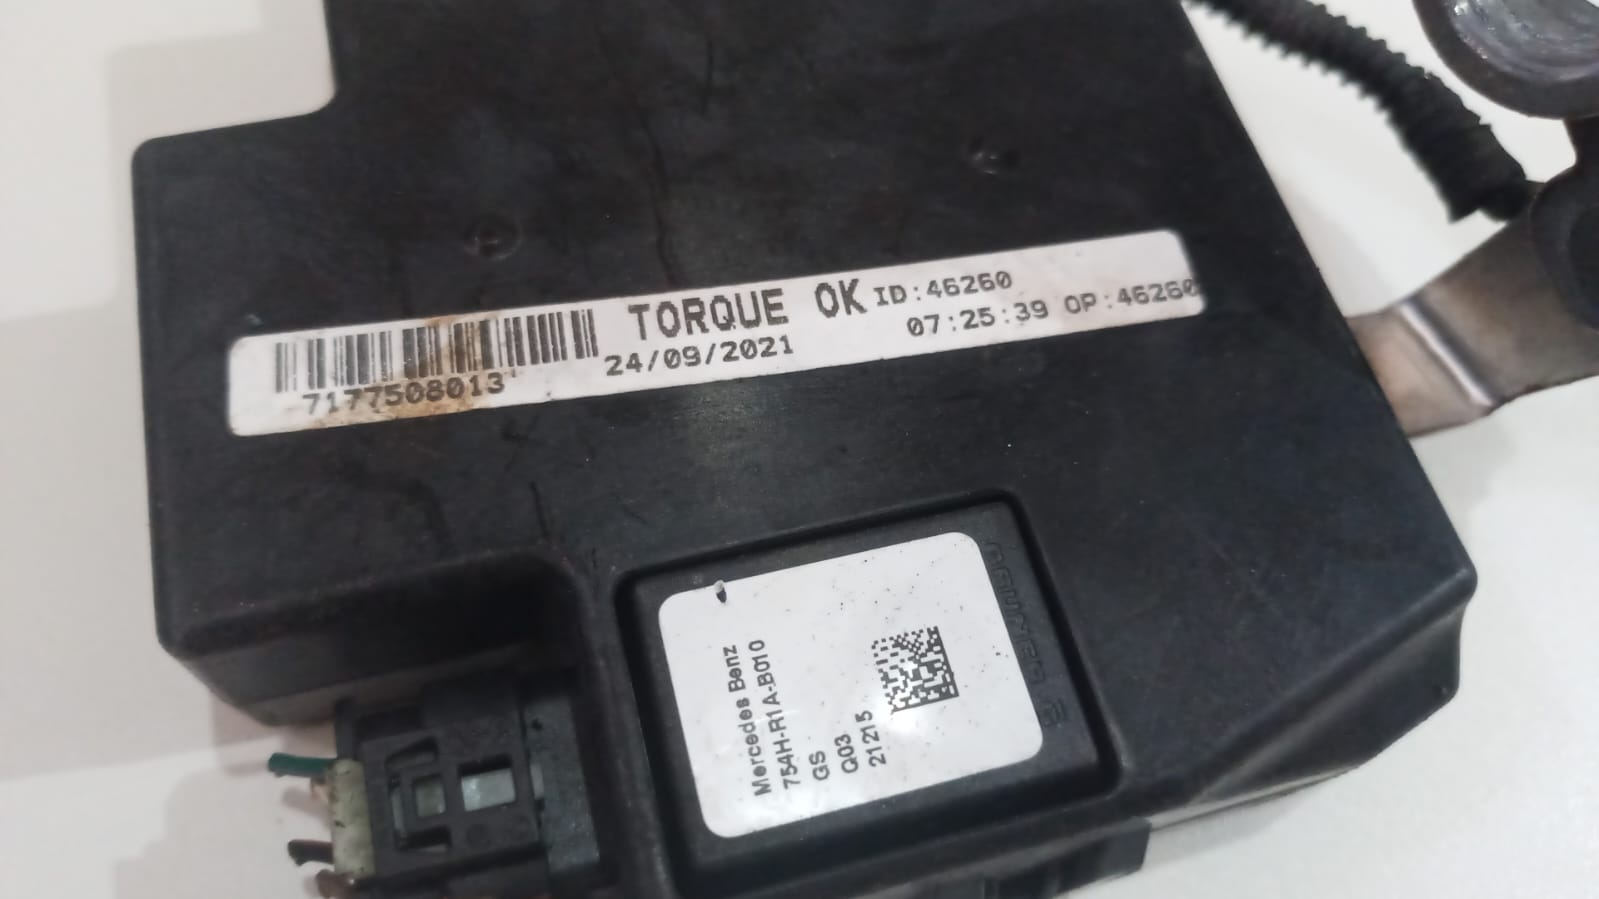 TORQUE OK ID:46260
24/09/2021 07:25:39 OP:46260
7177508013
Mercedes Benz
754H-R1A-B010
GS
Q03
21215